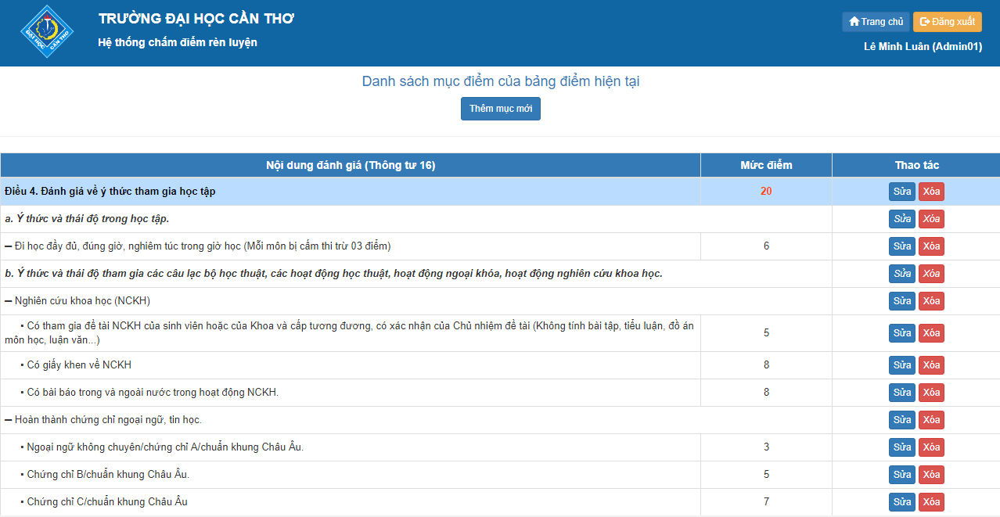 ĐẠI HỌC CẦN THƠ
TRƯỜNG ĐẠI HỌC CẦN THƠ
Hệ thống chấm điểm rèn luyện
Trang chủ Đăng xuất
Lê Minh Luân (Admin01)
Danh sách mục điểm của bảng điểm hiện tại
Thêm mục mới
Nội dung đánh giá (Thông tư 16) Mức điểm Thao tác
Điều 4. Đánh giá về ý thức tham gia học tập 20 Sửa Xóa
a. Ý thức và thái độ trong học tập. Sửa Xóa
– Đi học đầy đủ, đúng giờ, nghiêm túc trong giờ học (Mỗi môn bị cấm thi trừ 03 điểm) 6 Sửa Xóa
b. Ý thức và thái độ tham gia các câu lạc bộ học thuật, các hoạt động học thuật, hoạt động ngoại khóa, hoạt động nghiên cứu khoa học. Sửa Xóa
– Nghiên cứu khoa học (NCKH) Sửa Xóa
▪ Có tham gia đề tài NCKH của sinh viên hoặc của Khoa và cấp tương đương, có xác nhận của Chủ nhiệm đề tài (Không tính bài tập, tiểu luận, đồ án
môn học, luận văn...) 5 Sửa Xóa
▪ Có giấy khen về NCKH 8 Sửa Xóa
▪ Có bài báo trong và ngoài nước trong hoạt động NCKH. 8 Sửa Xóa
– Hoàn thành chứng chỉ ngoại ngữ, tin học. Sửa Xóa
▪ Ngoại ngữ không chuyên/chứng chỉ A/chuẩn khung Châu Âu. 3 Sửa Xóa
▪ Chứng chỉ B/chuẩn khung Châu Âu. 5 Sửa Xóa
▪ Chứng chỉ C/chuẩn khung Châu Âu 7 Sửa Xóa